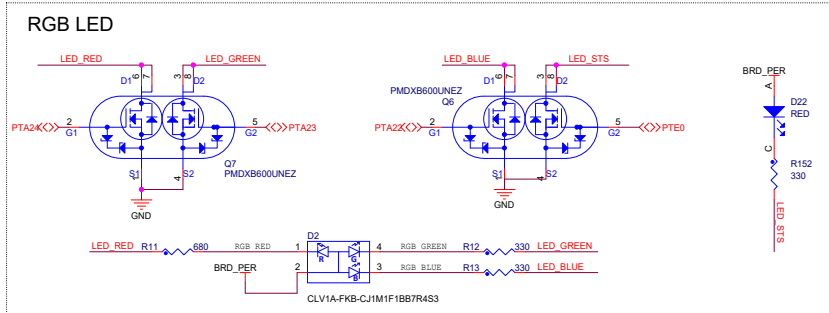 RGB LED
LED_RED
LED_GREEN
LED_BLUE
LED_STS
6
7
3
8
6
7
3
8
D1
D2
D1
D2
BRD_PER
PMDXB600UNEZ
Q6
A
D22
RED
PTA24
2
G1
5
G2
PTA23
PTA22
2
G1
5
G2
PTE0
C
R152
330
LED_STS
S1
S2
Q7
PMDXB600UNEZ
S1
S2
1
4
1
4
GND
GND
LED_RED
R11
680
RGB RED
1
D2
R
G
4
RGB GREEN
R12
330
LED_GREEN
BRD_PER
2
B
3
RGB BLUE
R13
330
LED_BLUE
CLV1A-FKB-CJ1M1F1BB7R4S3